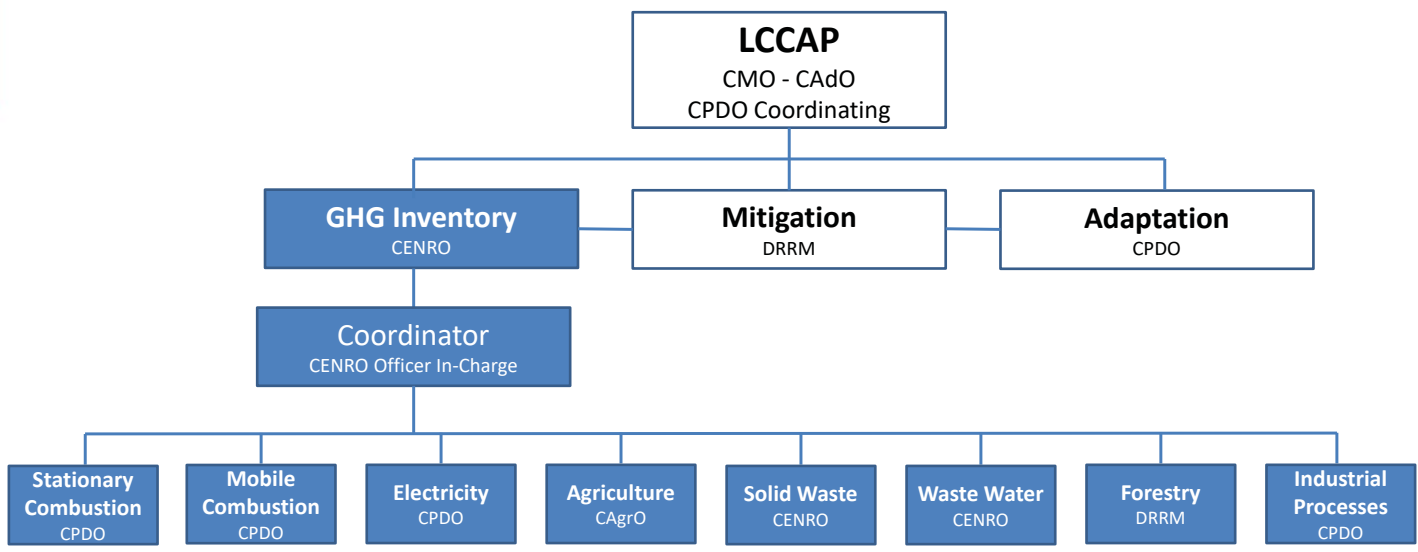 LCCAP
CMO - CAdO
CPDO Coordinating
GHG Inventory
CENRO
Mitigation
DRRM
Adaptation
CPDO
Coordinator
CENRO Officer In-Charge
Stationary
Combustion
CPDO
Mobile
Combustion
CPDO
Electricity
CPDO
Agriculture
CAgrO
Solid Waste
CENRO
Waste Water
CENRO
Forestry
DRRM
Industrial
Processes
CPDO